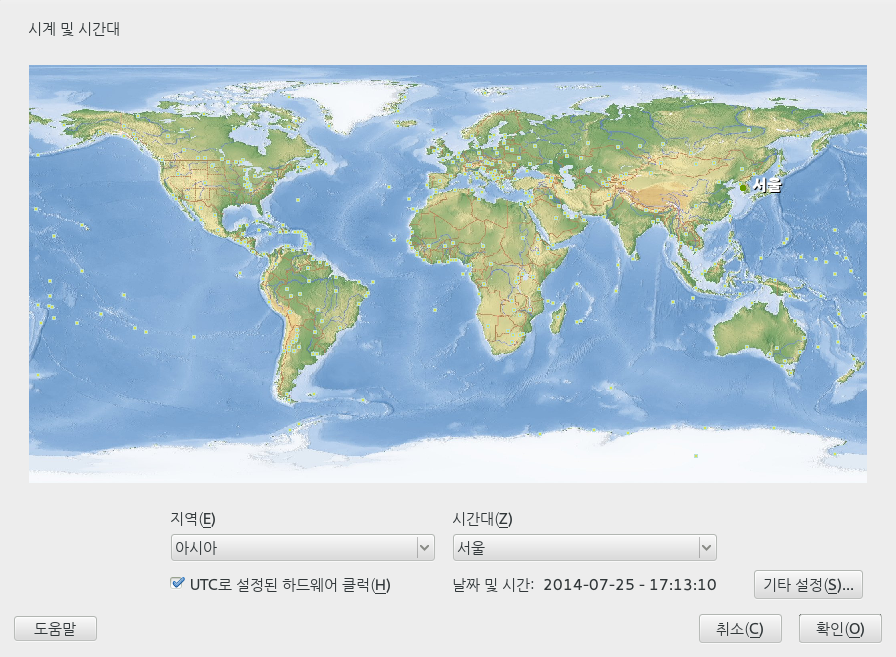 시계 및 시간대
서울
지역(E)
시간대(Z)
아시아
서울
UTC로 설정된 하드웨어 클럭(H)
날짜 및 시간: 2014-07-25 - 17:13:10
기타 설정(S)...
도움말
취소(C)
확인(O)